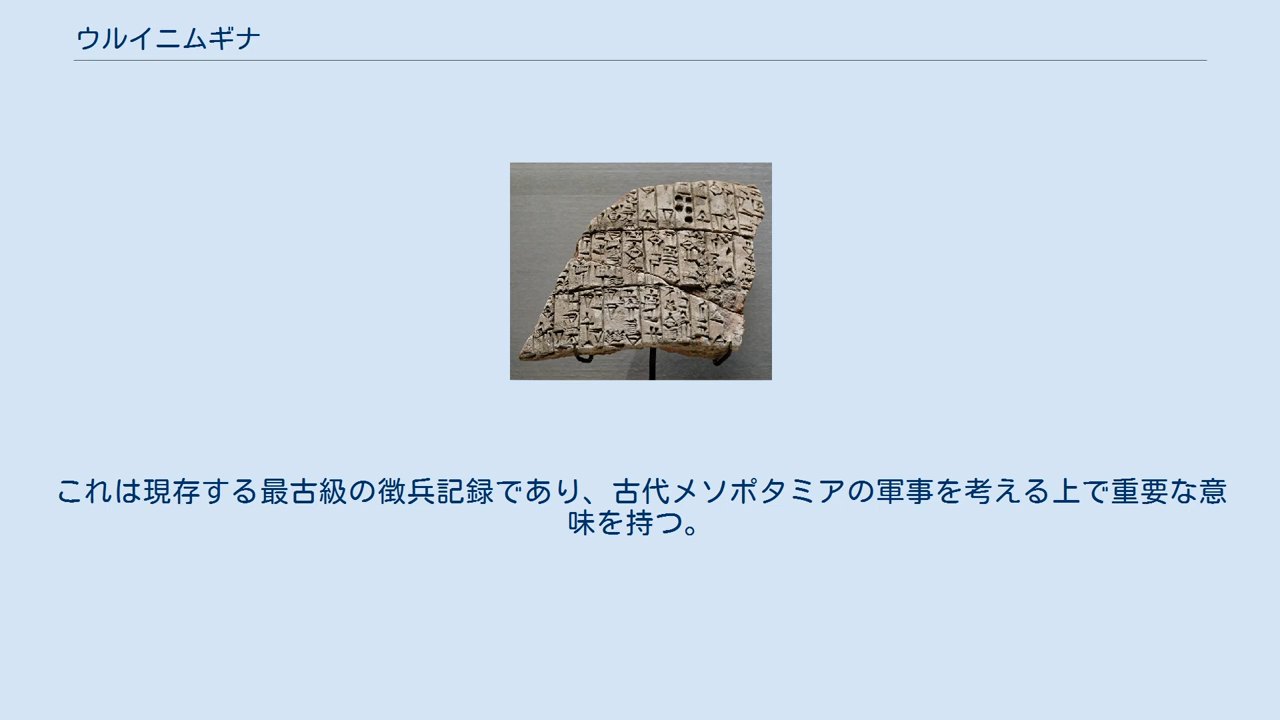 ウルイニムギナ
これは現存する最古級の徴兵記録であり、古代メソポタミアの軍事を考える上で重要な意
味を持つ。